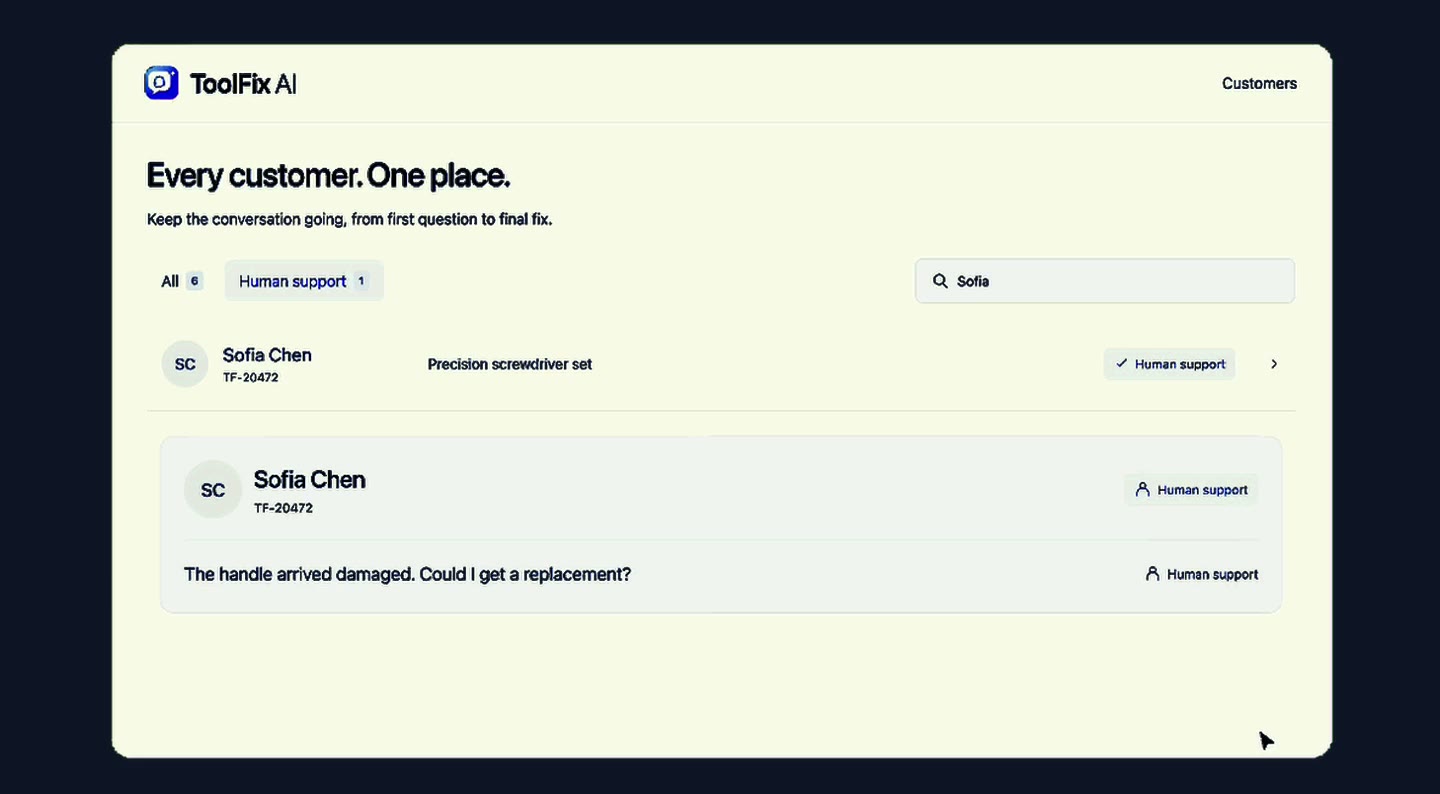 ToolFix AI
Customers
Every customer. One place.
Keep the conversation going, from first question to final fix.
All 6
Human support 1
Sofia
SC
Sofia Chen
TF-20472
Precision screwdriver set
Human support
SC
Sofia Chen
TF-20472
Human support
The handle arrived damaged. Could I get a replacement?
Human support